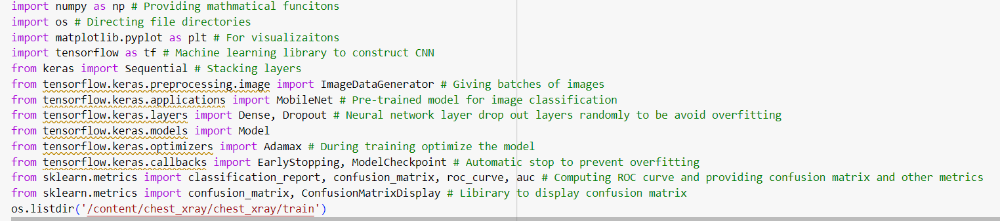 import numpy as np # Providing mathmatical funcitons
import os # Directing file directories
import matplotlib.pyplot as plt # For visualizaitons
import tensorflow as tf # Machine learning library to construct CNN
from keras import Sequential # Stacking layers
from tensorflow.keras.preprocessing.image import ImageDataGenerator # Giving batches of images
from tensorflow.keras.applications import MobileNet # Pre-trained model for image classification
from tensorflow.keras.layers import Dense, Dropout # Neural network layer drop out layers randomly to be avoid overfitting
from tensorflow.keras.models import Model
from tensorflow.keras.optimizers import Adamax # During training optimize the model
from tensorflow.keras.callbacks import EarlyStopping, ModelCheckpoint # Automatic stop to prevent overfitting
from sklearn.metrics import classification_report, confusion_matrix, roc_curve, auc # Computing ROC curve and providing confusion matrix and other metrics
from sklearn.metrics import confusion_matrix, ConfusionMatrixDisplay # Libirary to display confusion matrix
os.listdir('/content/chest_xray/chest_xray/train')